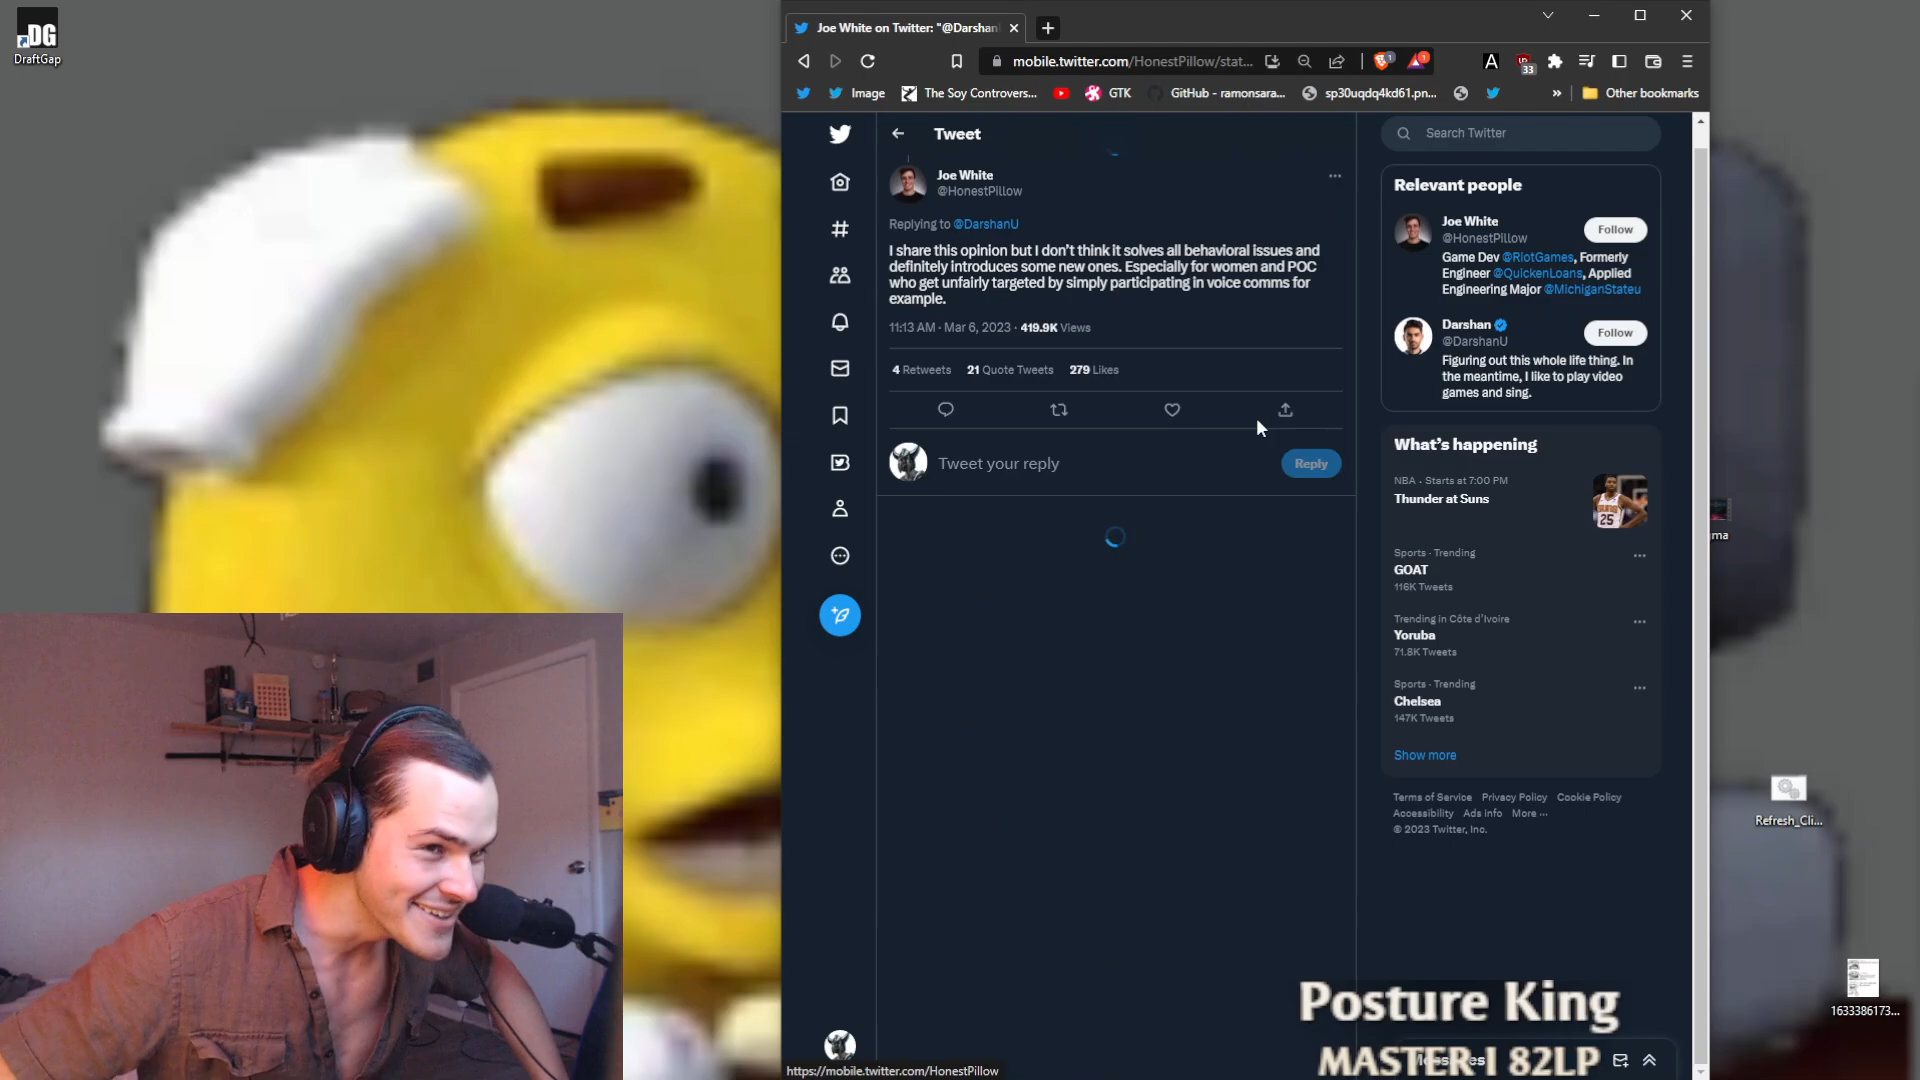 DG
DraftGap
Joe White on Twitter: "@Darshan
mobile.twitter.com/HonestPillow/stat...
1
1
A
33
Image
The Soy Controvers...
GTK
GitHub - ramonsara...
sp30uqdq4kd61.pn...
»
Other bookmarks
Tweet
Search Twitter
Joe White
@HonestPillow
Replying to @DarshanU
I share this opinion but I don't think it solves all behavioral issues and
definitely introduces some new ones. Especially for women and POC
who get unfairly targeted by simply participating in voice comms for
example.
11:13 AM · Mar 6, 2023 · 419.9K Views
4 Retweets 21 Quote Tweets 279 Likes
Tweet your reply
Reply
Relevant people
Joe White
@HonestPillow
Follow
Game Dev @RiotGames, Formerly
Engineer @QuickenLoans, Applied
Engineering Major @MichiganStateu
Darshan
@DarshanU
Follow
Figuring out this whole life thing. In
the meantime, I like to play video
games and sing.
What's happening
NBA · Starts at 7:00 PM
Thunder at Suns
25
Sports · Trending
GOAT
116K Tweets
Trending in Côte d'Ivoire
Yoruba
71.8K Tweets
Sports · Trending
Chelsea
147K Tweets
Show more
Terms of Service Privacy Policy Cookie Policy
Accessibility Ads info More ...
© 2023 Twitter, Inc.
gma
Refresh_Cli...
1633386173...
Posture King
MASTER I 82LP
Messages
https://mobile.twitter.com/HonestPillow